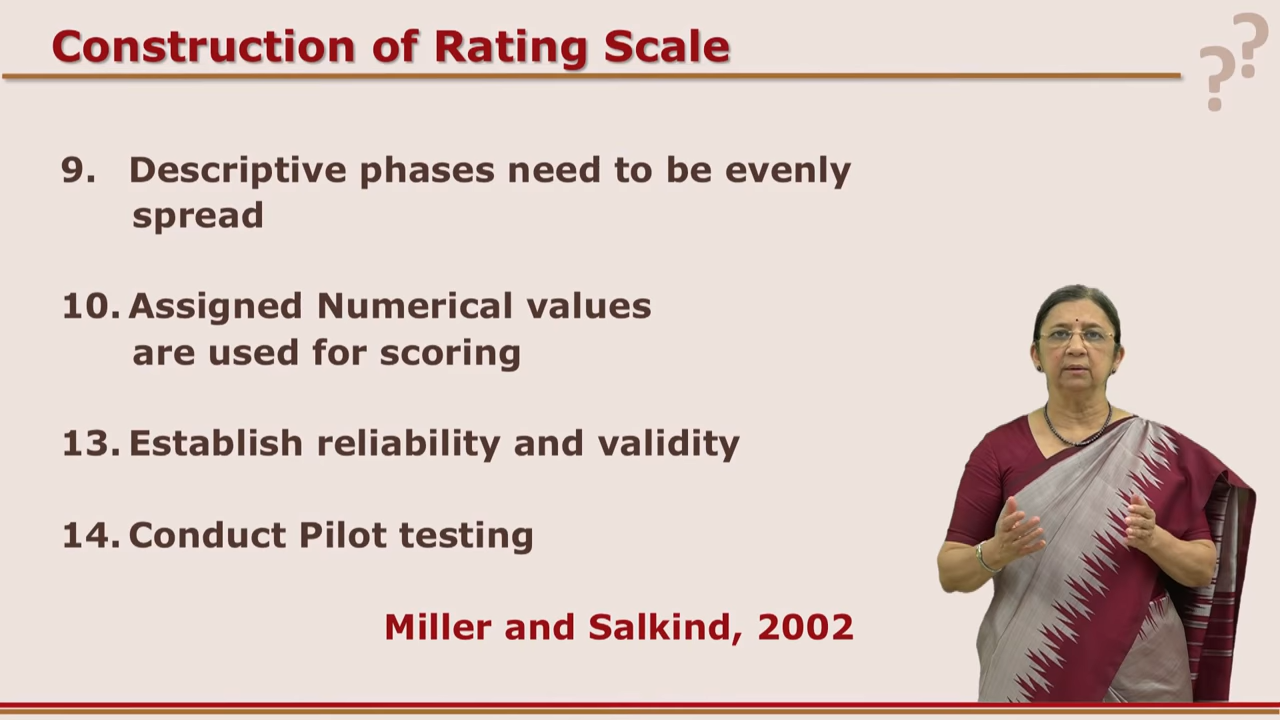 Construction of Rating Scale
??
9. Descriptive phases need to be evenly
spread
10. Assigned Numerical values
are used for scoring
13. Establish reliability and validity
14. Conduct Pilot testing
Miller and Salkind, 2002